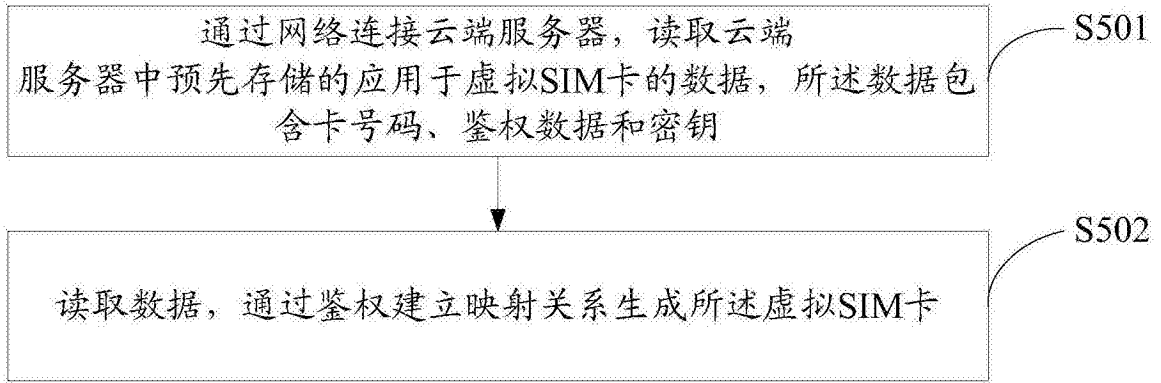 通过网络连接云端服务器，读取云端
服务器中预先存储的应用于虚拟SIM卡的数据，所述数据包
含卡号码、鉴权数据和密钥
S501
读取数据，通过鉴权建立映射关系生成所述虚拟SIM卡
S502